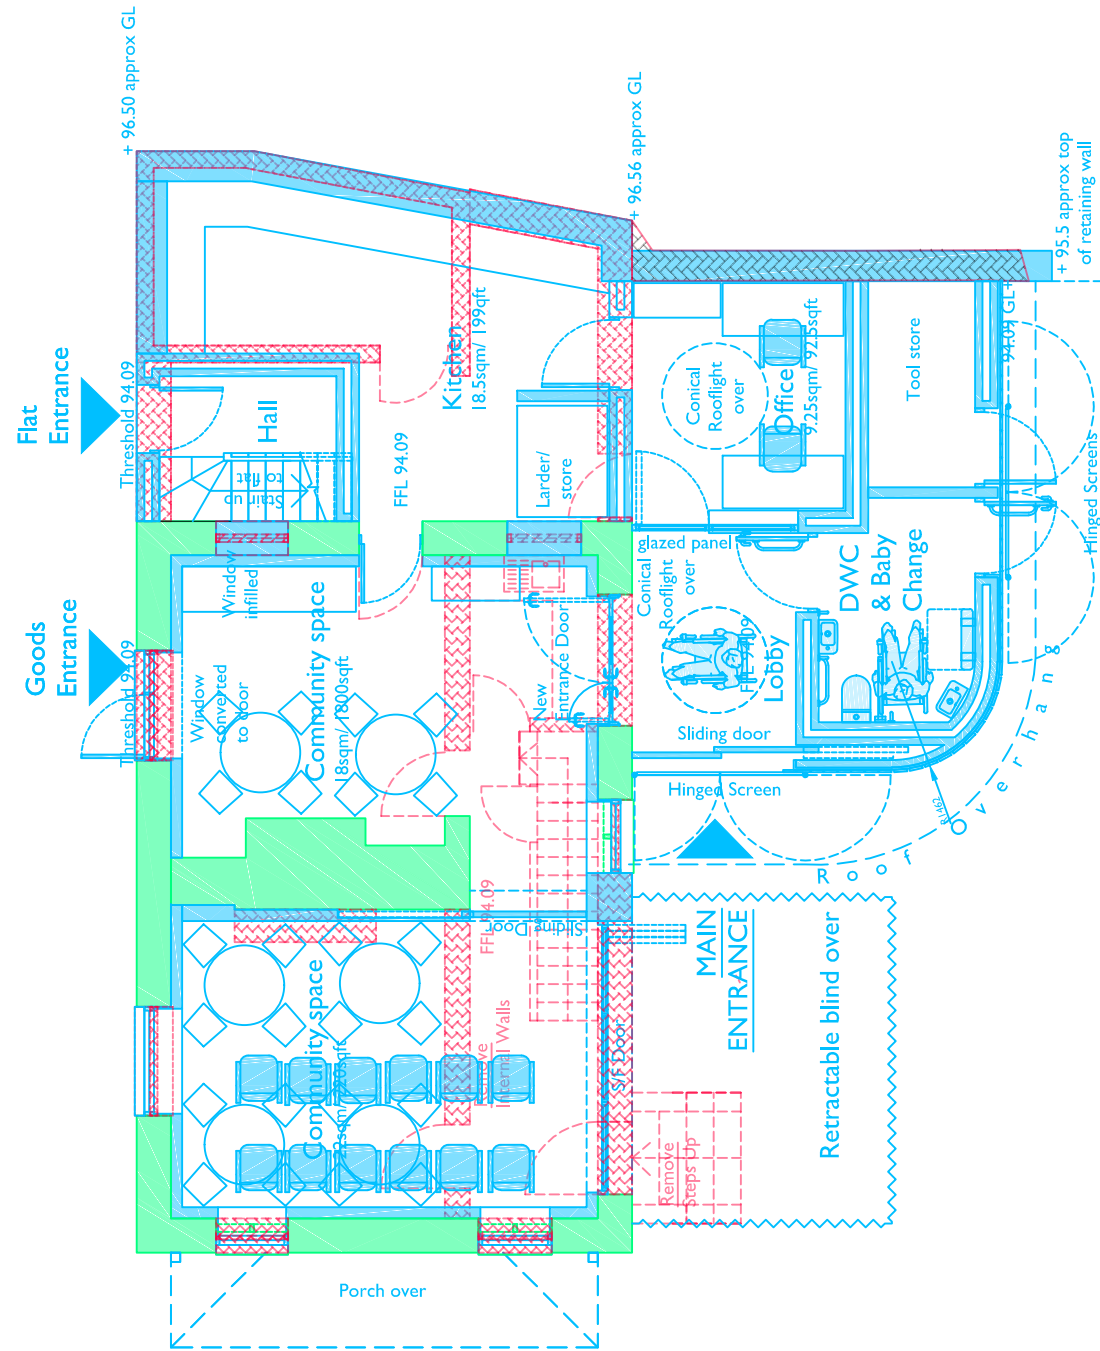 + 96.50 approx GL
+ 96.56 approx GL
+ 95.5 approx top
of retaining wall
Flat
Entrance
Threshold 94.09
Hall
Stair up
to flat
Kitchen
18.5sqm/ 199qft
FFL 94.09
Larder/
store
Conical
Rooflight
over
Office
9.25sqm/ 92.5sqft
Tool store
94.09 GL+
Hinged Screens
glazed panel
Goods
Entrance
Threshold 94.09
Window
infilled
Window
converted
to door
Community space
18sqm/ 1800sqft
New
Entrance Door
Conical
Rooflight
over
FFL 94.09
Lobby
DWC
& Baby
Change
Sliding door
Hinged Screen
R1462
Roof Overhang
FFL 94.09
Sliding Door
Community space
22sqm/ 220sqft
Remove
Internal Walls
S/F Door
MAIN
ENTRANCE
Retractable blind over
Remove
Steps Up
Porch over